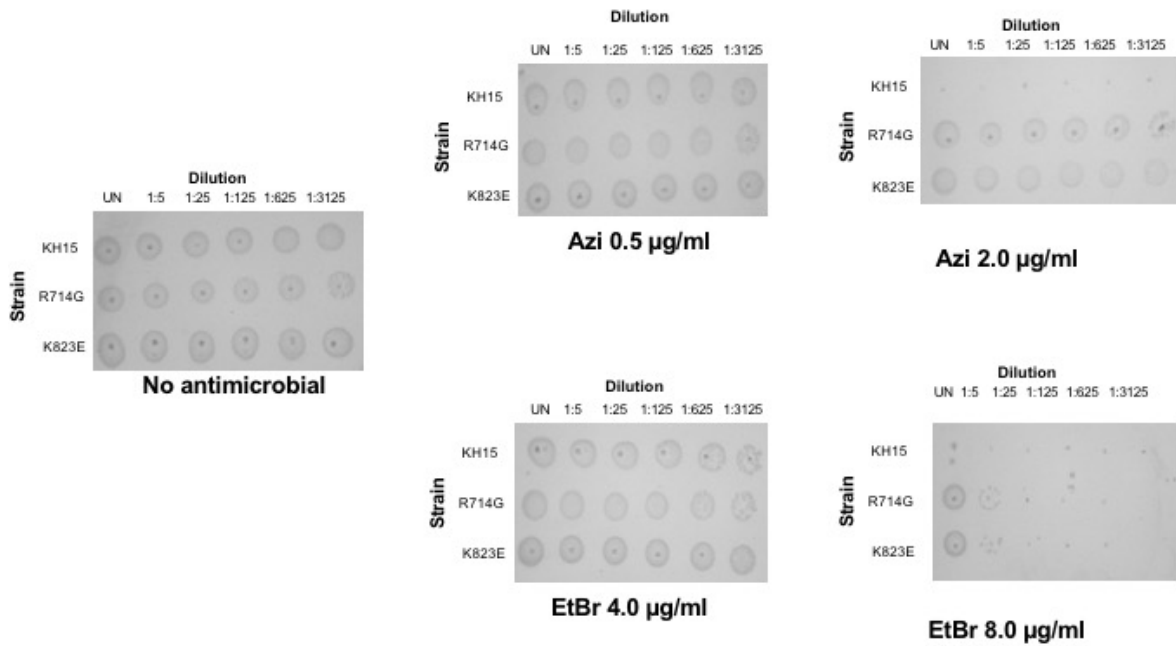 Dilution
UN 1:5 1:25 1:125 1:625 1:3125
KH15
R714G
K823E
Strain
No antimicrobial
Dilution
UN 1:5 1:25 1:125 1:625 1:3125
KH15
R714G
K823E
Strain
Azi 0.5 µg/ml
Dilution
UN 1:5 1:25 1:125 1:625 1:3125
KH15
R714G
K823E
Strain
Azi 2.0 µg/ml
Dilution
UN 1:5 1:25 1:125 1:625 1:3125
KH15
R714G
K823E
Strain
EtBr 4.0 µg/ml
Dilution
UN 1:5 1:25 1:125 1:625 1:3125
KH15
R714G
K823E
Strain
EtBr 8.0 µg/ml